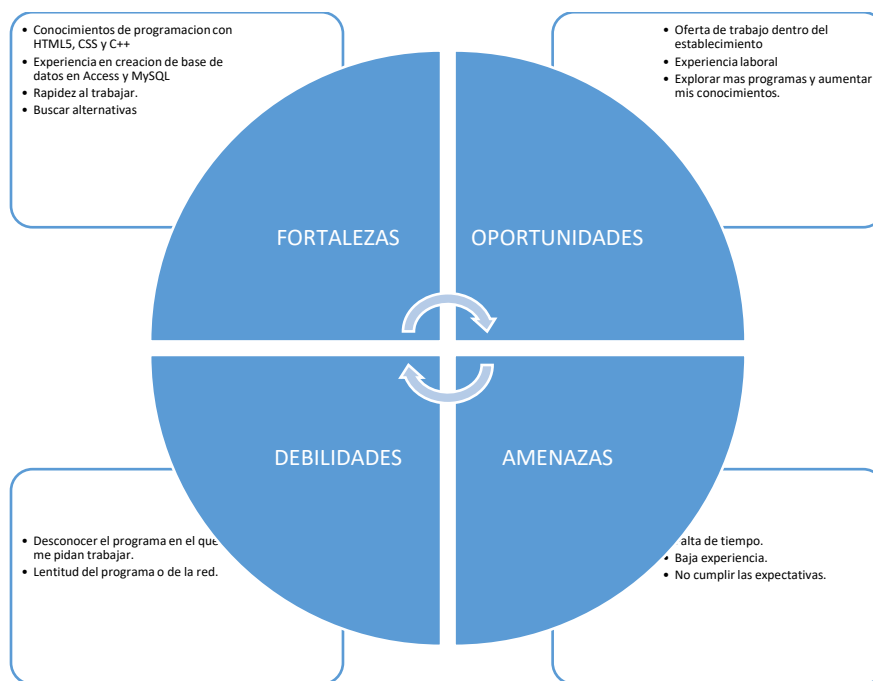 • Conocimientos de programacion con
HTML5, CSS y C++
• Experiencia en creacion de base de
datos en Access y MySQL
• Rapidez al trabajar.
• Buscar alternativas
• Oferta de trabajo dentro del
establecimiento
• Experiencia laboral
• Explorar mas programas y aumentar
mis conocimientos.
FORTALEZAS
OPORTUNIDADES
DEBILIDADES
AMENAZAS
• Desconocer el programa en el que
me pidan trabajar.
• Lentitud del programa o de la red.
alta de tiempo.
• Baja experiencia.
• No cumplir las expectativas.